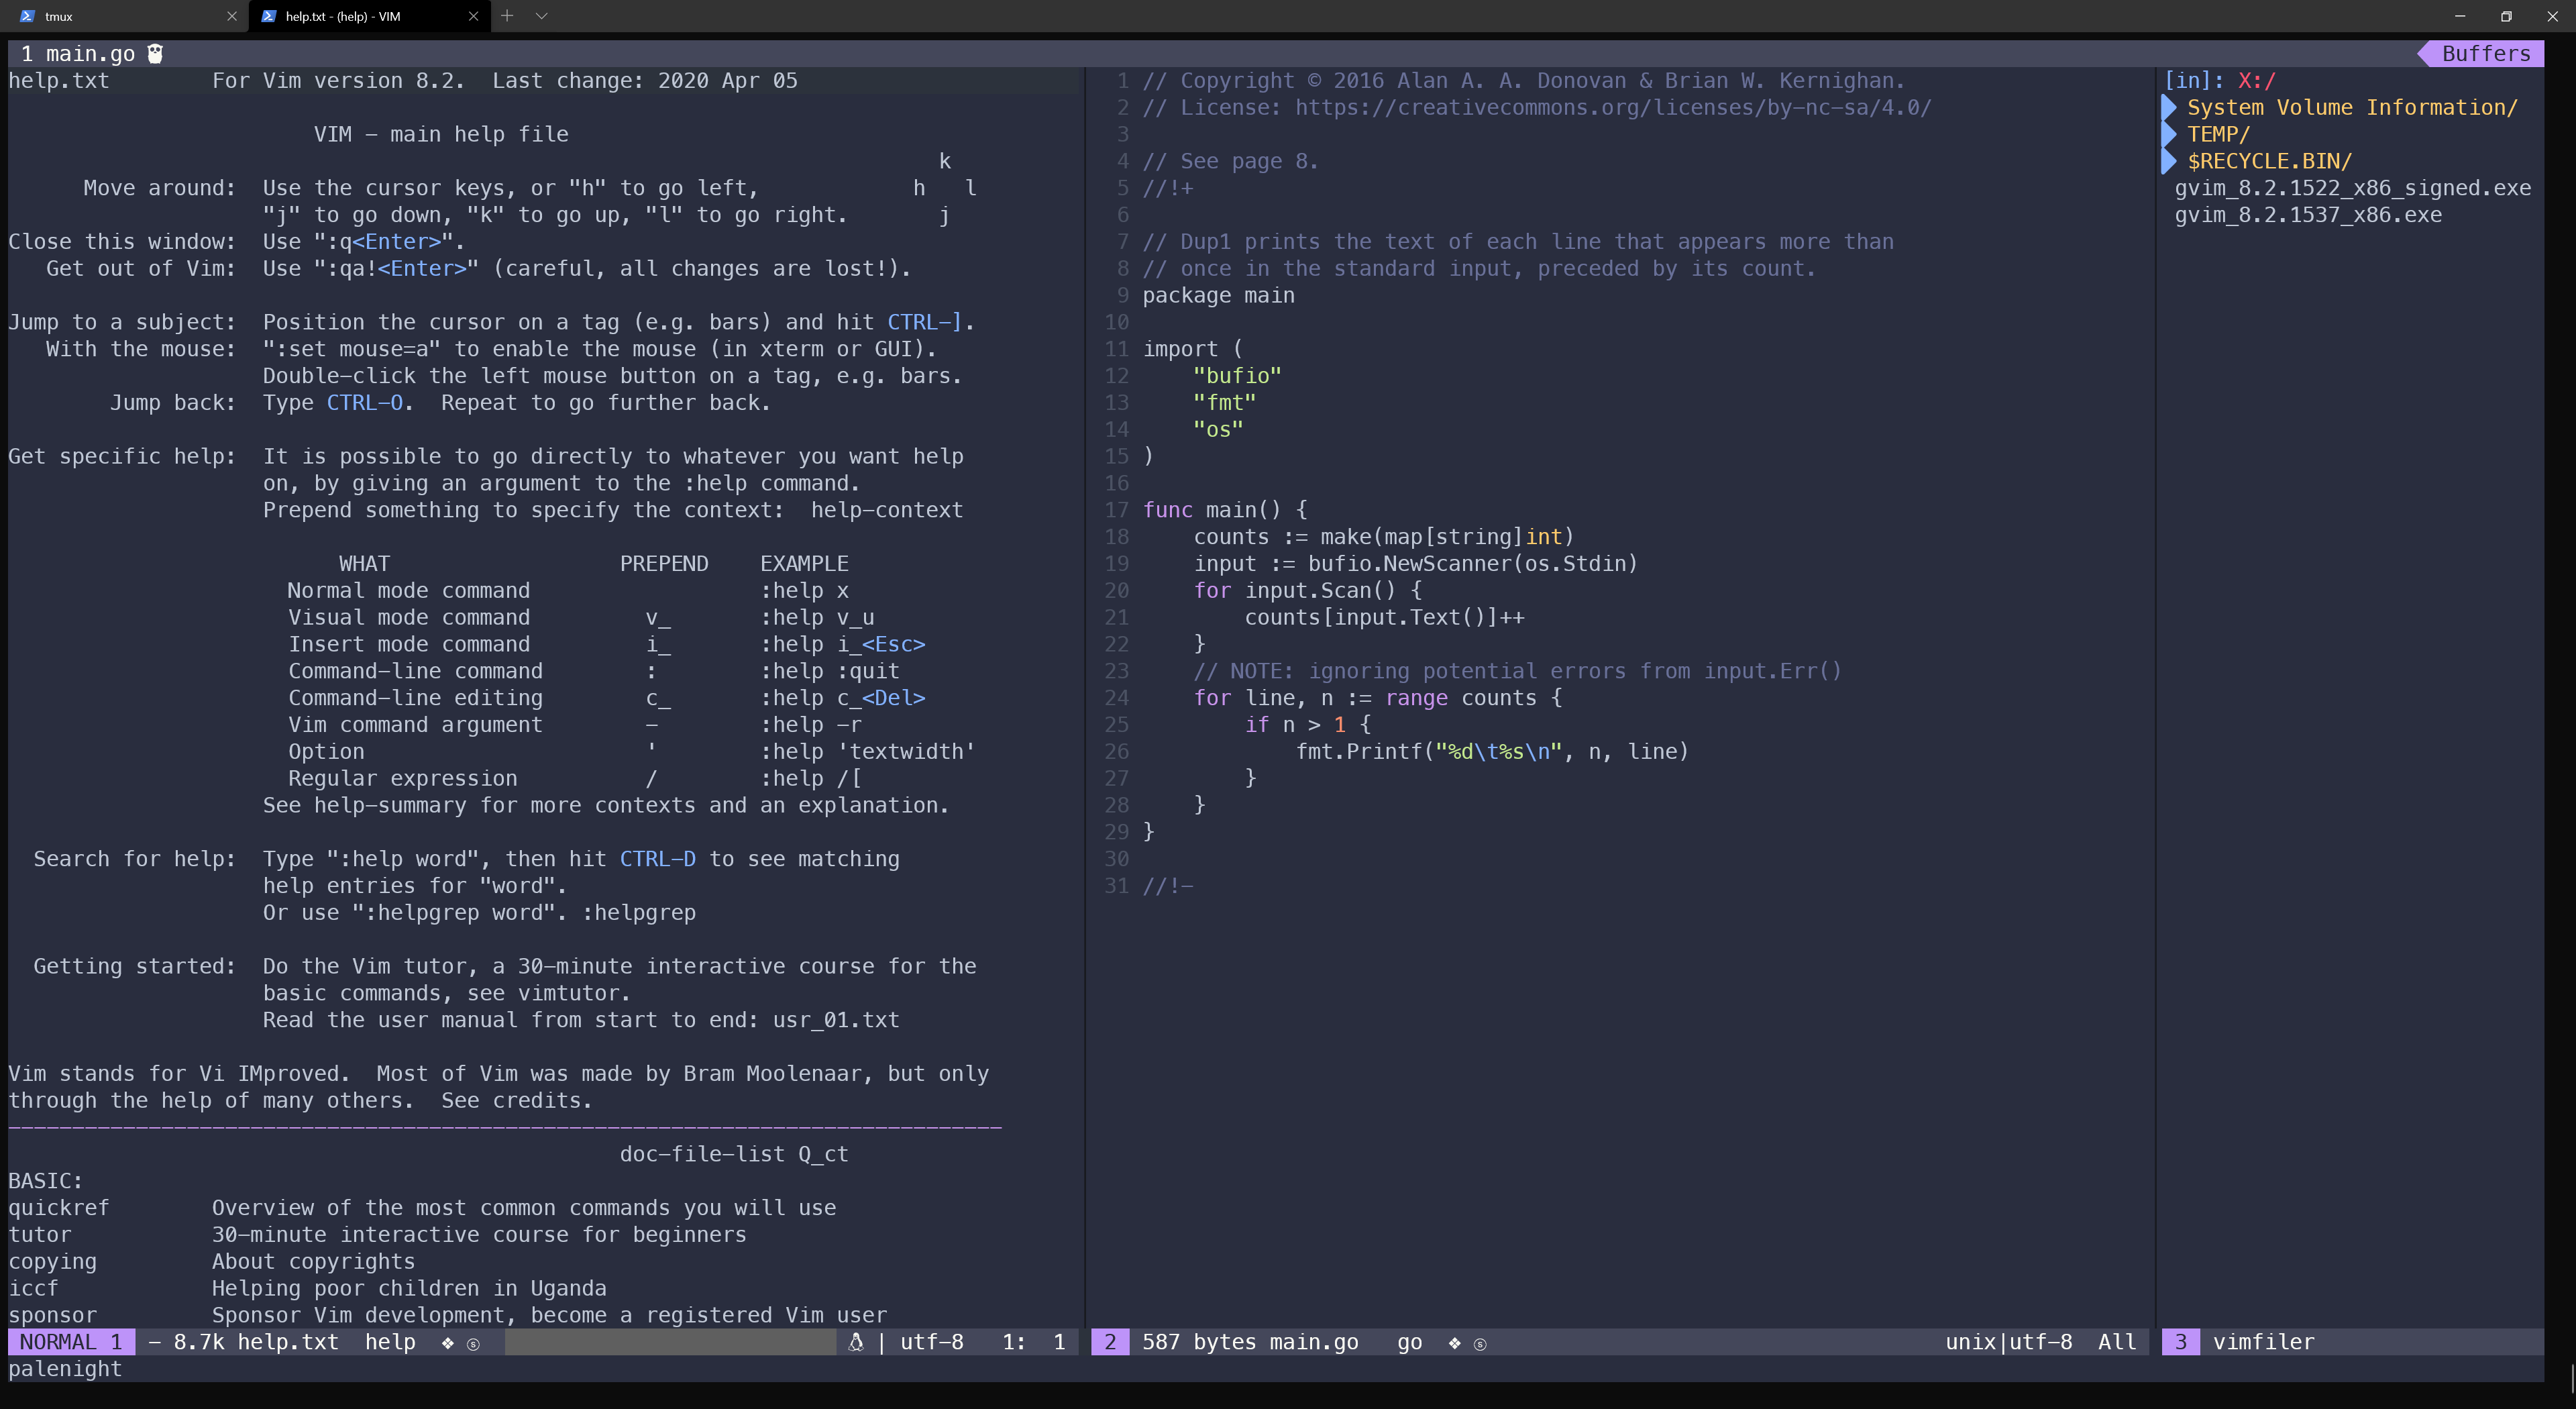 tmux
help.txt - (help) - VIM
1 main.go
Buffers
help.txt        For Vim version 8.2.  Last change: 2020 Apr 05
VIM - main help file
k
Move around:  Use the cursor keys, or "h" to go left,            h   l
"j" to go down, "k" to go up, "l" to go right.       j
Close this window:  Use ":q<Enter>".
Get out of Vim:  Use ":qa!<Enter>" (careful, all changes are lost!).
Jump to a subject:  Position the cursor on a tag (e.g. bars) and hit CTRL-].
With the mouse:  ":set mouse=a" to enable the mouse (in xterm or GUI).
Double-click the left mouse button on a tag, e.g. bars.
Jump back:  Type CTRL-O.  Repeat to go further back.
Get specific help:  It is possible to go directly to whatever you want help
on, by giving an argument to the :help command.
Prepend something to specify the context:  help-context
WHAT                  PREPEND    EXAMPLE
Normal mode command                  :help x
Visual mode command         v_       :help v_u
Insert mode command         i_       :help i_<Esc>
Command-line command        :        :help :quit
Command-line editing        c_       :help c_<Del>
Vim command argument        -        :help -r
Option                      '        :help 'textwidth'
Regular expression          /        :help /[
See help-summary for more contexts and an explanation.
Search for help:  Type ":help word", then hit CTRL-D to see matching
help entries for "word".
Or use ":helpgrep word". :helpgrep
Getting started:  Do the Vim tutor, a 30-minute interactive course for the
basic commands, see vimtutor.
Read the user manual from start to end: usr_01.txt
Vim stands for Vi IMproved.  Most of Vim was made by Bram Moolenaar, but only
through the help of many others.  See credits.
------------------------------------------------------------------------------
doc-file-list Q_ct
BASIC:
quickref        Overview of the most common commands you will use
tutor           30-minute interactive course for beginners
copying         About copyrights
iccf            Helping poor children in Uganda
sponsor         Sponsor Vim development, become a registered Vim user
NORMAL 1 - 8.7k help.txt  help  ❖ ⓢ | utf-8   1:  1
palenight
1 // Copyright © 2016 Alan A. A. Donovan & Brian W. Kernighan.
2 // License: https://creativecommons.org/licenses/by-nc-sa/4.0/
3
4 // See page 8.
5 //!+
6
7 // Dup1 prints the text of each line that appears more than
8 // once in the standard input, preceded by its count.
9 package main
10
11 import (
12     "bufio"
13     "fmt"
14     "os"
15 )
16
17 func main() {
18     counts := make(map[string]int)
19     input := bufio.NewScanner(os.Stdin)
20     for input.Scan() {
21         counts[input.Text()]++
22     }
23     // NOTE: ignoring potential errors from input.Err()
24     for line, n := range counts {
25         if n > 1 {
26             fmt.Printf("%d\t%s\n", n, line)
27         }
28     }
29 }
30
31 //!-
2 587 bytes main.go   go  ❖ ⓢ unix|utf-8  All
[in]: X:/
System Volume Information/
TEMP/
$RECYCLE.BIN/
gvim_8.2.1522_x86_signed.exe
gvim_8.2.1537_x86.exe
3 vimfiler